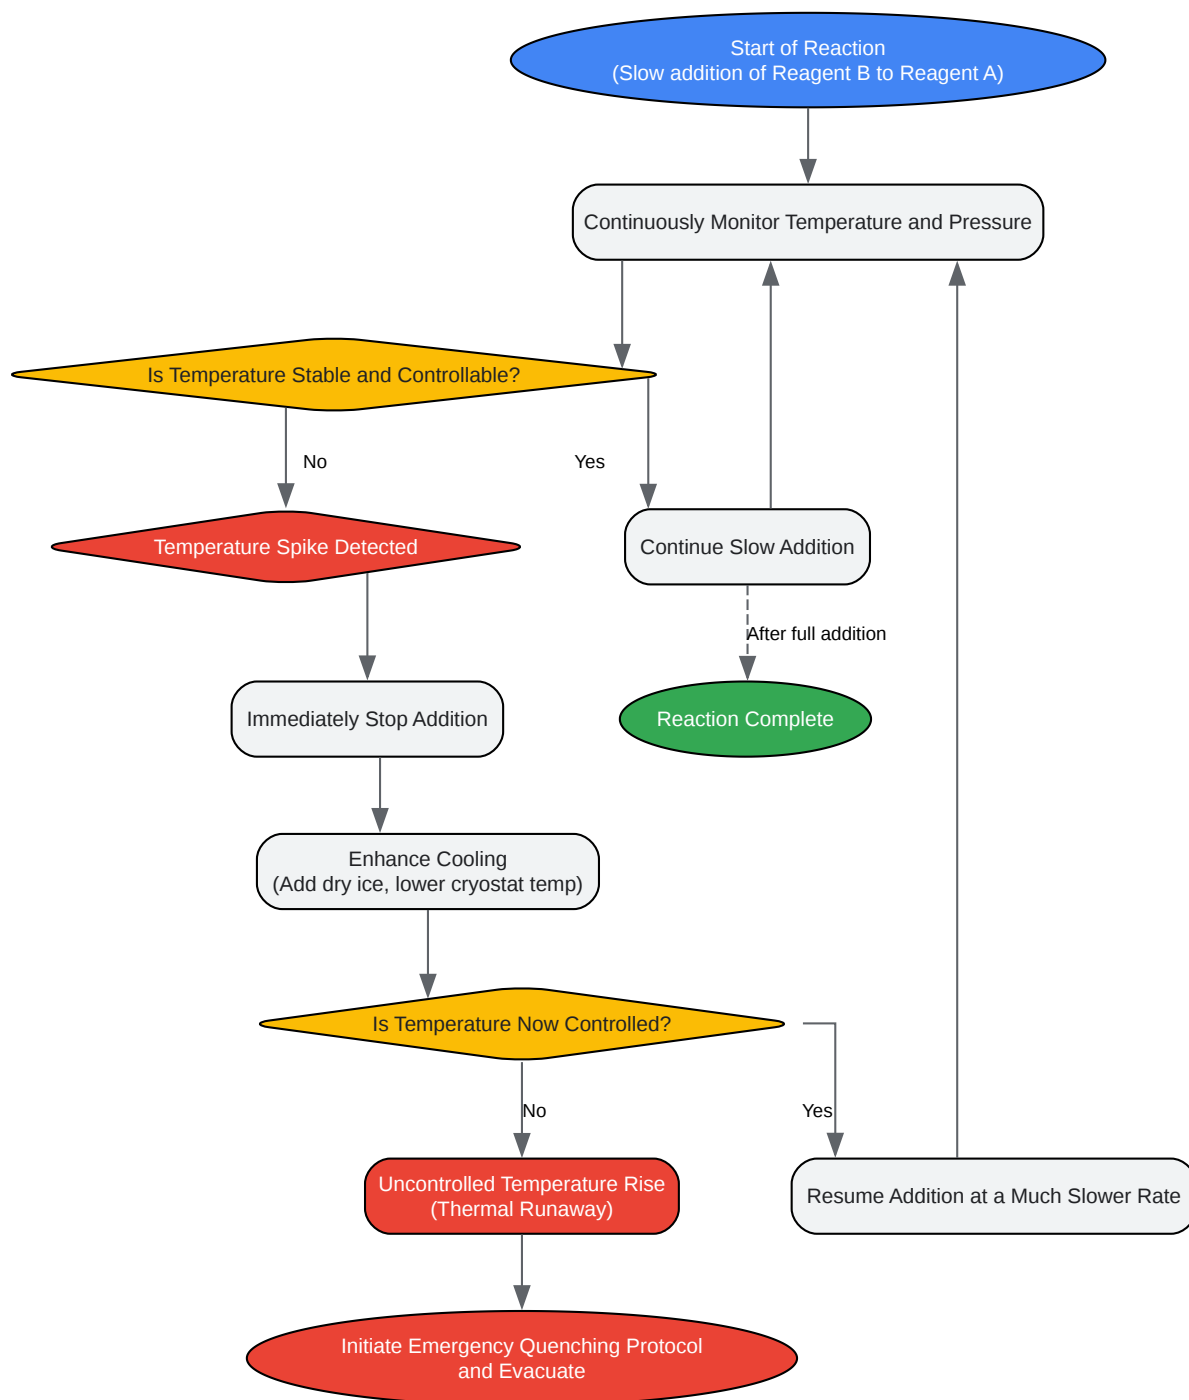 Start of Reaction
(Slow addition of Reagent B to Reagent A)
Continuously Monitor Temperature and Pressure
Is Temperature Stable and Controllable?
No
Yes
Temperature Spike Detected
Continue Slow Addition
After full addition
Immediately Stop Addition
Reaction Complete
Enhance Cooling
(Add dry ice, lower cryostat temp)
Is Temperature Now Controlled?
No
Yes
Uncontrolled Temperature Rise
(Thermal Runaway)
Resume Addition at a Much Slower Rate
Initiate Emergency Quenching Protocol
and Evacuate